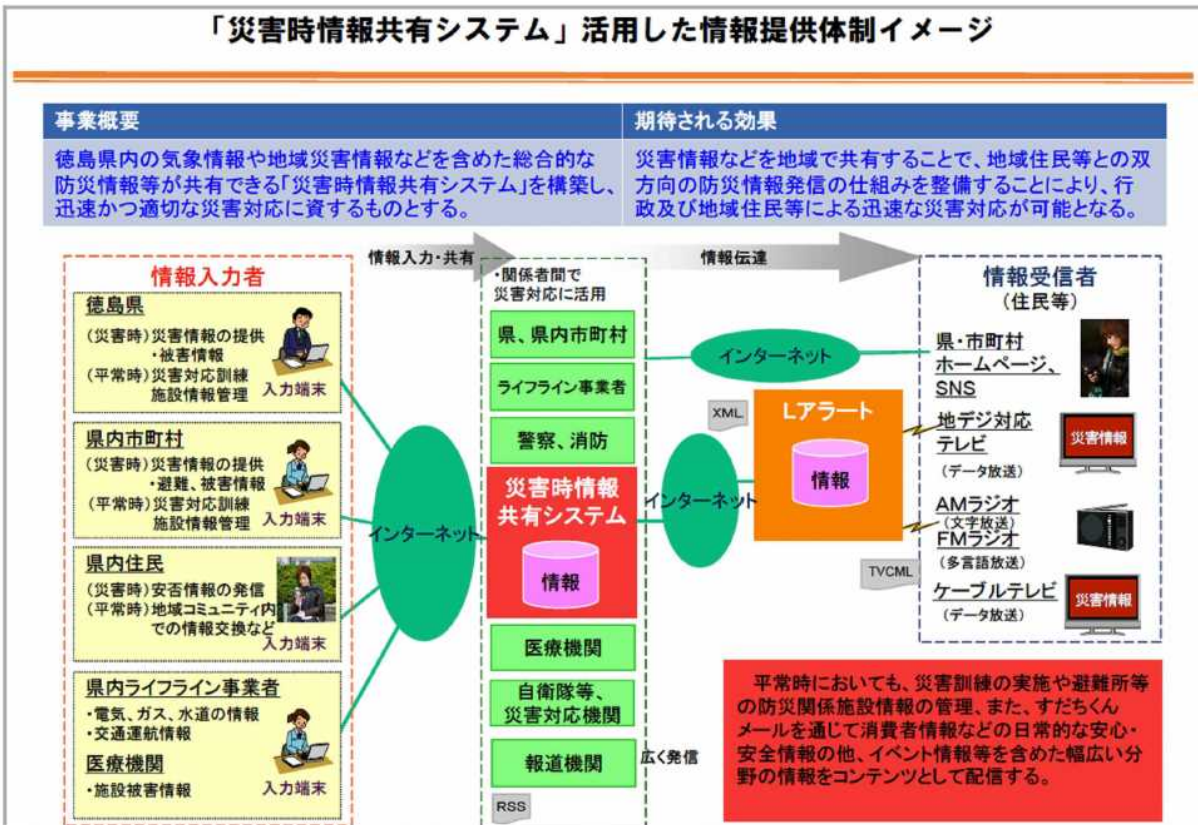 「災害時情報共有システム」活用した情報提供体制イメージ
事業概要
徳島県内の気象情報や地域災害情報などを含めた総合的な
防災情報等が共有できる「災害時情報共有システム」を構築し、
迅速かつ適切な災害対応に資するものとする。
期待される効果
災害情報などを地域で共有することで、地域住民等との双
方向の防災情報発信の仕組みを整備することにより、行
政及び地域住民等による迅速な災害対応が可能となる。
情報入力者
徳島県
(災害時)災害情報の提供
・被害情報
(平常時)災害対応訓練
施設情報管理
入力端末
県内市町村
(災害時)災害情報の提供
・避難、被害情報
(平常時)災害対応訓練
施設情報管理
入力端末
県内住民
(災害時)安否情報の発信
(平常時)地域コミュニティ内
での情報交換など
入力端末
県内ライフライン事業者
・電気、ガス、水道の情報
・交通運航情報
医療機関
・施設被害情報
入力端末
情報入力・共有
インターネット
・関係者間で
災害対応に活用
県、県内市町村
ライフライン事業者
警察、消防
災害時情報
共有システム
情報
医療機関
自衛隊等、
災害対応機関
報道機関
広く発信
RSS
情報伝達
インターネット
インターネット
XML
Lアラート
情報
TVCML
情報受信者
(住民等)
県・市町村
ホームページ、
SNS
地デジ対応
テレビ
(データ放送)
災害情報
AMラジオ
(文字放送)
FMラジオ
(多言語放送)
ケーブルテレビ
(データ放送)
災害情報
平常時においても、災害訓練の実施や避難所等
の防災関係施設情報の管理、また、すだちくん
メールを通じて消費者情報などの日常的な安心・
安全情報の他、イベント情報等を含めた幅広い分
野の情報をコンテンツとして配信する。